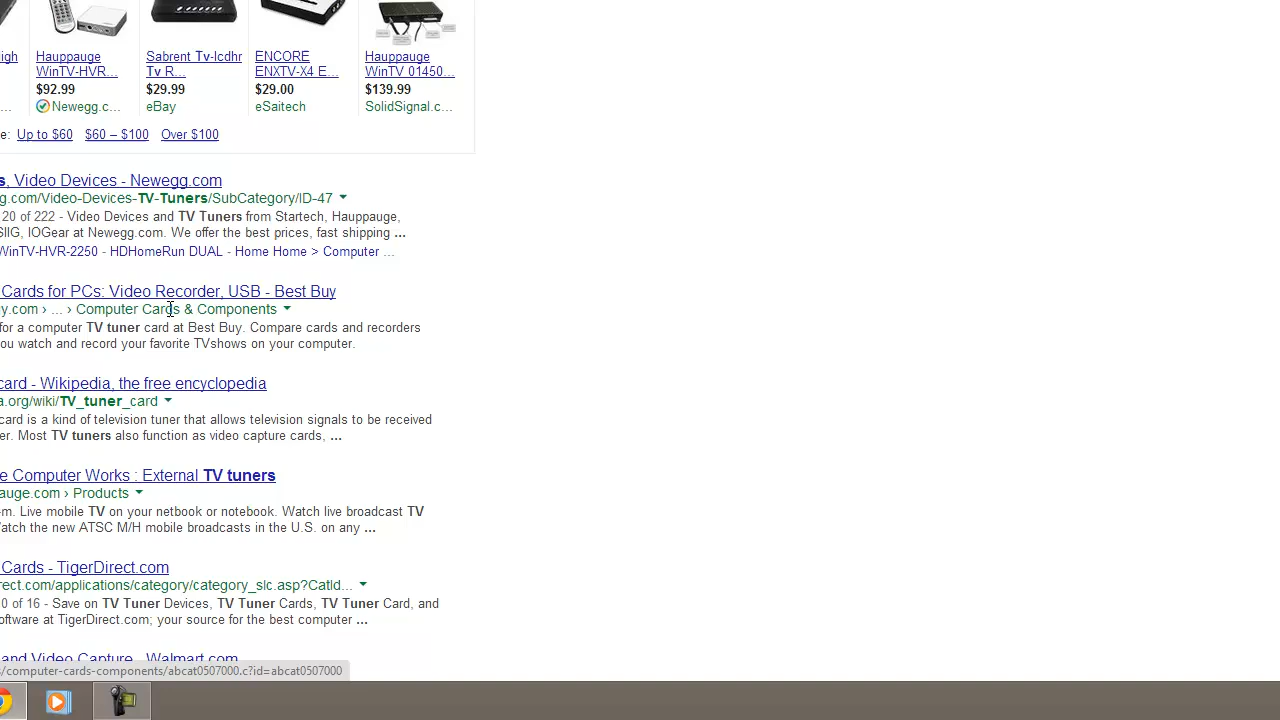 igh Hauppauge Sabrent Tv-lcdhr ENCORE Hauppauge
WinTV-HVR... Tv R... ENXTV-X4 E... WinTV 01450...
$92.99 $29.99 $29.00 $139.99
... Newegg.c... eBay eSaitech SolidSignal.c...
e: Up to $60 $60 – $100 Over $100
s, Video Devices - Newegg.com
g.com/Video-Devices-TV-Tuners/SubCategory/ID-47
20 of 222 - Video Devices and TV Tuners from Startech, Hauppauge,
SIIG, IOGear at Newegg.com. We offer the best prices, fast shipping ...
WinTV-HVR-2250 - HDHomeRun DUAL - Home Home > Computer ...
Cards for PCs: Video Recorder, USB - Best Buy
y.com › ... › Computer Cards & Components
for a computer TV tuner card at Best Buy. Compare cards and recorders
ou watch and record your favorite TVshows on your computer.
card - Wikipedia, the free encyclopedia
a.org/wiki/TV_tuner_card
card is a kind of television tuner that allows television signals to be received
er. Most TV tuners also function as video capture cards, ...
e Computer Works : External TV tuners
auge.com › Products
-m. Live mobile TV on your netbook or notebook. Watch live broadcast TV
Watch the new ATSC M/H mobile broadcasts in the U.S. on any ...
Cards - TigerDirect.com
rect.com/applications/category/category_slc.asp?CatId...
0 of 16 - Save on TV Tuner Devices, TV Tuner Cards, TV Tuner Card, and
oftware at TigerDirect.com; your source for the best computer ...
and Video Capture - Walmart.com
s/computer-cards-components/abcat0507000.c?id=abcat0507000